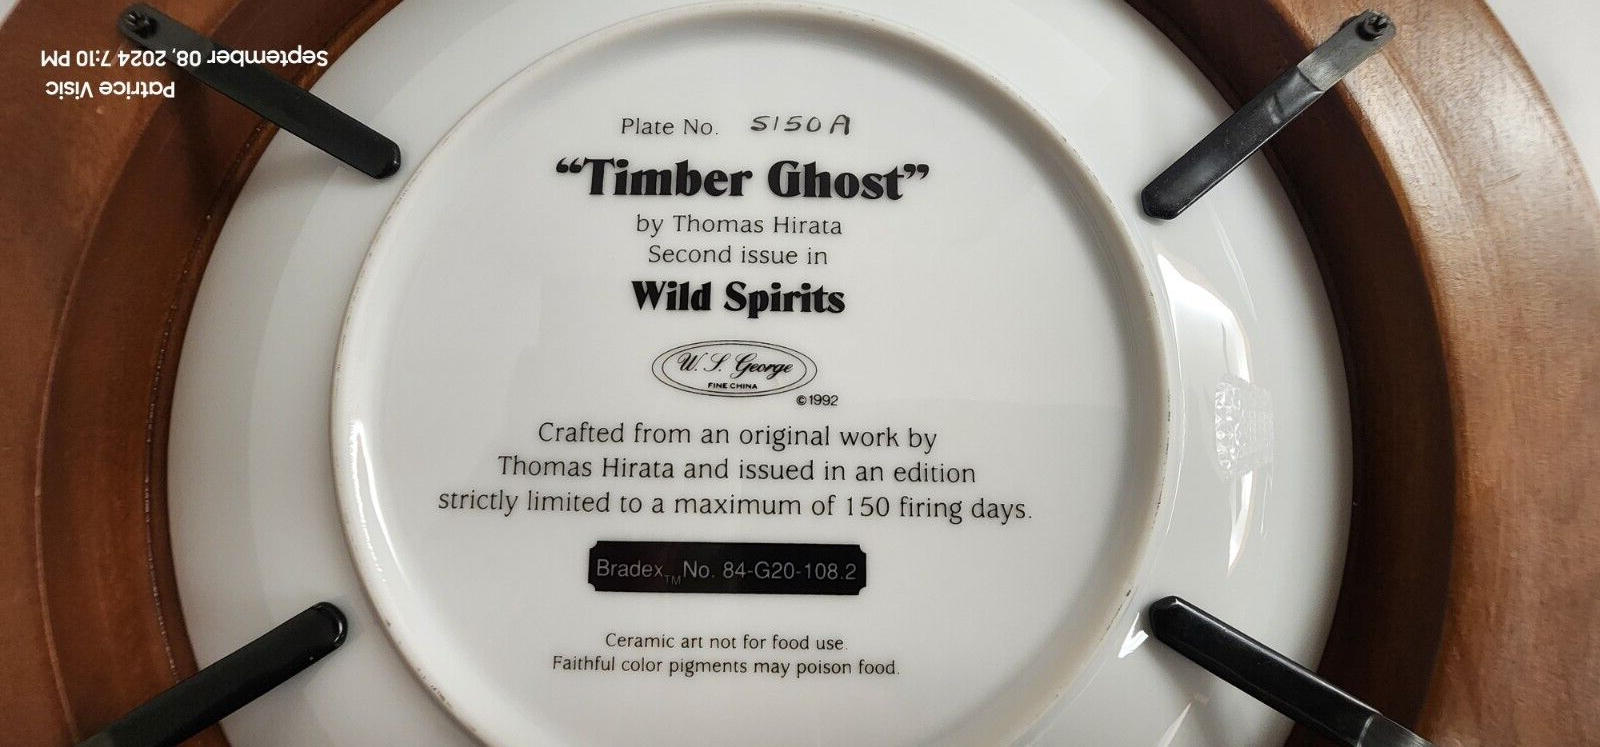 Plate No. 5150A
“Timber Ghost”
by Thomas Hirata
Second issue in
Wild Spirits
W. S. George
FINE CHINA
©1992
Crafted from an original work by
Thomas Hirata and issued in an edition
strictly limited to a maximum of 150 firing days.
Bradex™ No. 84-G20-108.2
Ceramic art not for food use.
Faithful color pigments may poison food.
Patrice Visic
September 08, 2024 7:10 PM